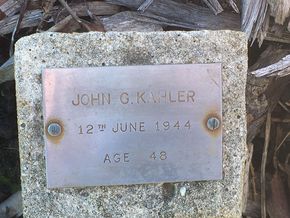 JOHN G. KAHLER
12TH JUNE 1944
AGE 48